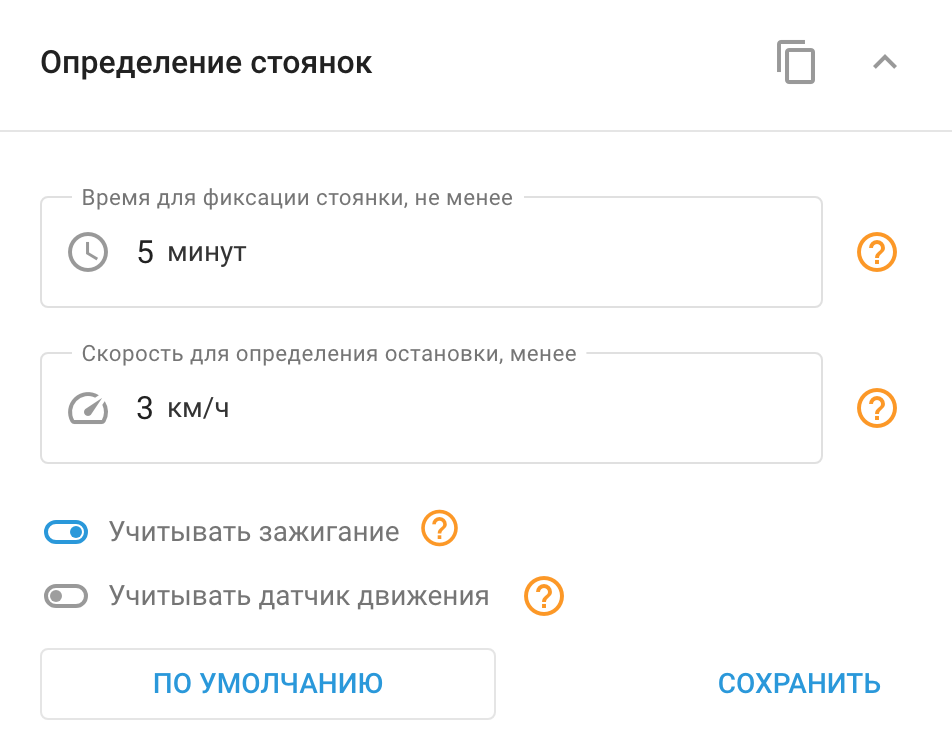 Определение стоянок
Время для фиксации стоянки, не менее
5 минут
?
Скорость для определения остановки, менее
3 км/ч
?
Учитывать зажигание ?
Учитывать датчик движения ?
ПО УМОЛЧАНИЮ
СОХРАНИТЬ